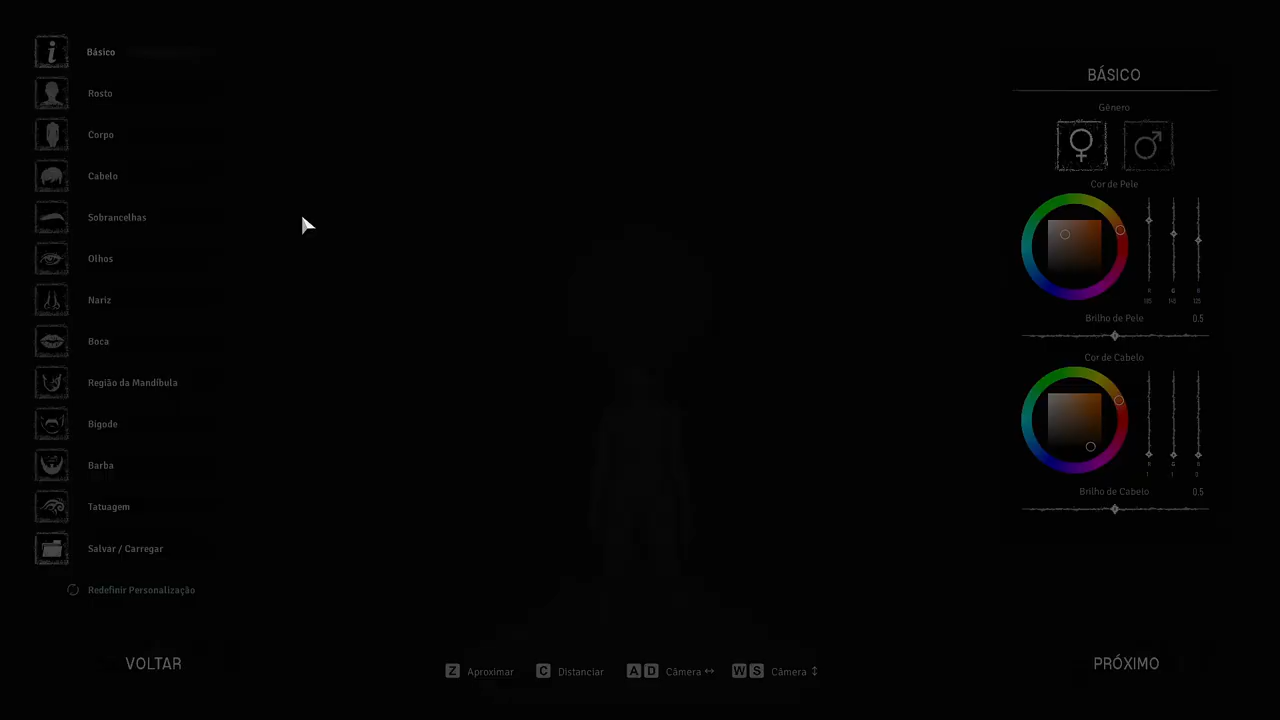 Básico
Rosto
Corpo
Cabelo
Sobrancelhas
Olhos
Nariz
Boca
Região da Mandíbula
Bigode
Barba
Tatuagem
Salvar / Carregar
Redefinir Personalização
VOLTAR
Z Aproximar C Distanciar A D Câmera ↔ W S Câmera ↕
BÁSICO
Gênero
Cor de Pele
Brilho de Pele 0.5
Cor de Cabelo
Brilho de Cabelo 0.5
PRÓXIMO